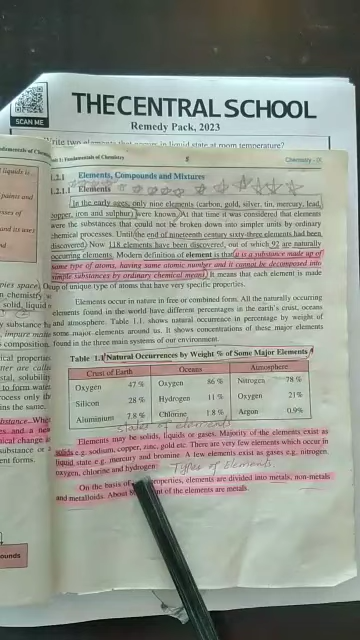 SCAN ME
THE CENTRAL SCHOOL
Remedy Pack, 2023
Write two elements that occurs in liquid state at room temperature?
Unit 1: Fundamentals of Chemistry 8 Chemistry - IX
1.2.1 Elements, Compounds and Mixtures
1.2.1.1 Elements
In the early ages, only nine elements (carbon, gold, silver, tin, mercury, lead,
copper, iron and sulphur) were known. At that time it was considered that elements
were the substances that could not be broken down into simpler units by ordinary
chemical processes. Until the end of nineteenth century sixty-three elements had been
discovered. Now 118 elements have been discovered, out of which 92 are naturally
occurring elements. Modern definition of element is that it is a substance made up of
same type of atoms, having same atomic number and it cannot be decomposed into
simple substances by ordinary chemical means. It means that each element is made
up of unique type of atoms that have very specific properties.
Elements occur in nature in free or combined form. All the naturally occurring
elements found in the world have different percentages in the earth's crust, oceans
and atmosphere. Table 1.1 shows natural occurrence in percentage by weight of
some major elements around us. It shows concentrations of these major elements
found in the three main systems of our environment.
Table 1.1 Natural Occurrences by Weight % of Some Major Elements
Crust of Earth Oceans Atmosphere
Oxygen 47 % Oxygen 86 % Nitrogen 78 %
Silicon 28 % Hydrogen 11 % Oxygen 21%
Aluminium 7.8 % Chlorine 1.8 % Argon 0.9%
States of elements
Elements may be solids, liquids or gases. Majority of the elements exist as
solids e.g. sodium, copper, zinc, gold etc. There are very few elements which occur in
liquid state e.g. mercury and bromine. A few elements exist as gases e.g. nitrogen,
oxygen, chlorine and hydrogen.
Types of elements.
On the basis of properties, elements are divided into metals, non-metals
and metalloids. About of the elements are metals.